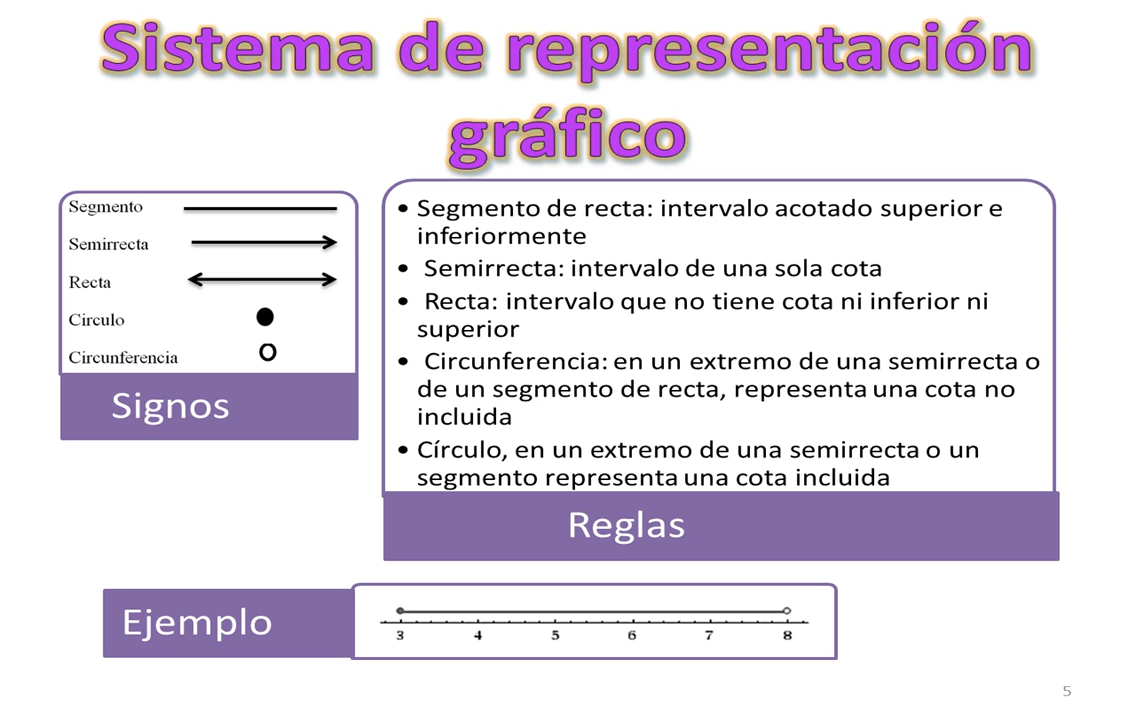 Sistema de representación
gráfico
Segmento
Semirrecta
Recta
Circulo
Circunferencia
Signos
• Segmento de recta: intervalo acotado superior e
inferiormente
• Semirrecta: intervalo de una sola cota
• Recta: intervalo que no tiene cota ni inferior ni
superior
• Circunferencia: en un extremo de una semirrecta o
de un segmento de recta, representa una cota no
incluida
• Círculo, en un extremo de una semirrecta o un
segmento representa una cota incluida
Reglas
Ejemplo
3 4 5 6 7 8
5